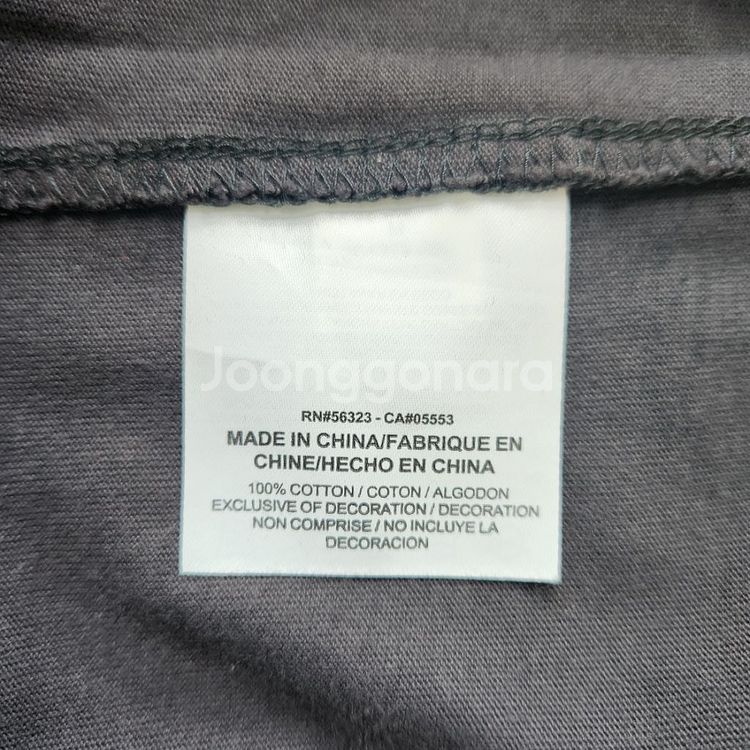 Joonggonara
RN#56323 - CA#05553
MADE IN CHINA/FABRIQUE EN
CHINE/HECHO EN CHINA
100% COTTON / COTON / ALGODON
EXCLUSIVE OF DECORATION / DECORATION
NON COMPRISE / NO INCLUYE LA
DECORACION